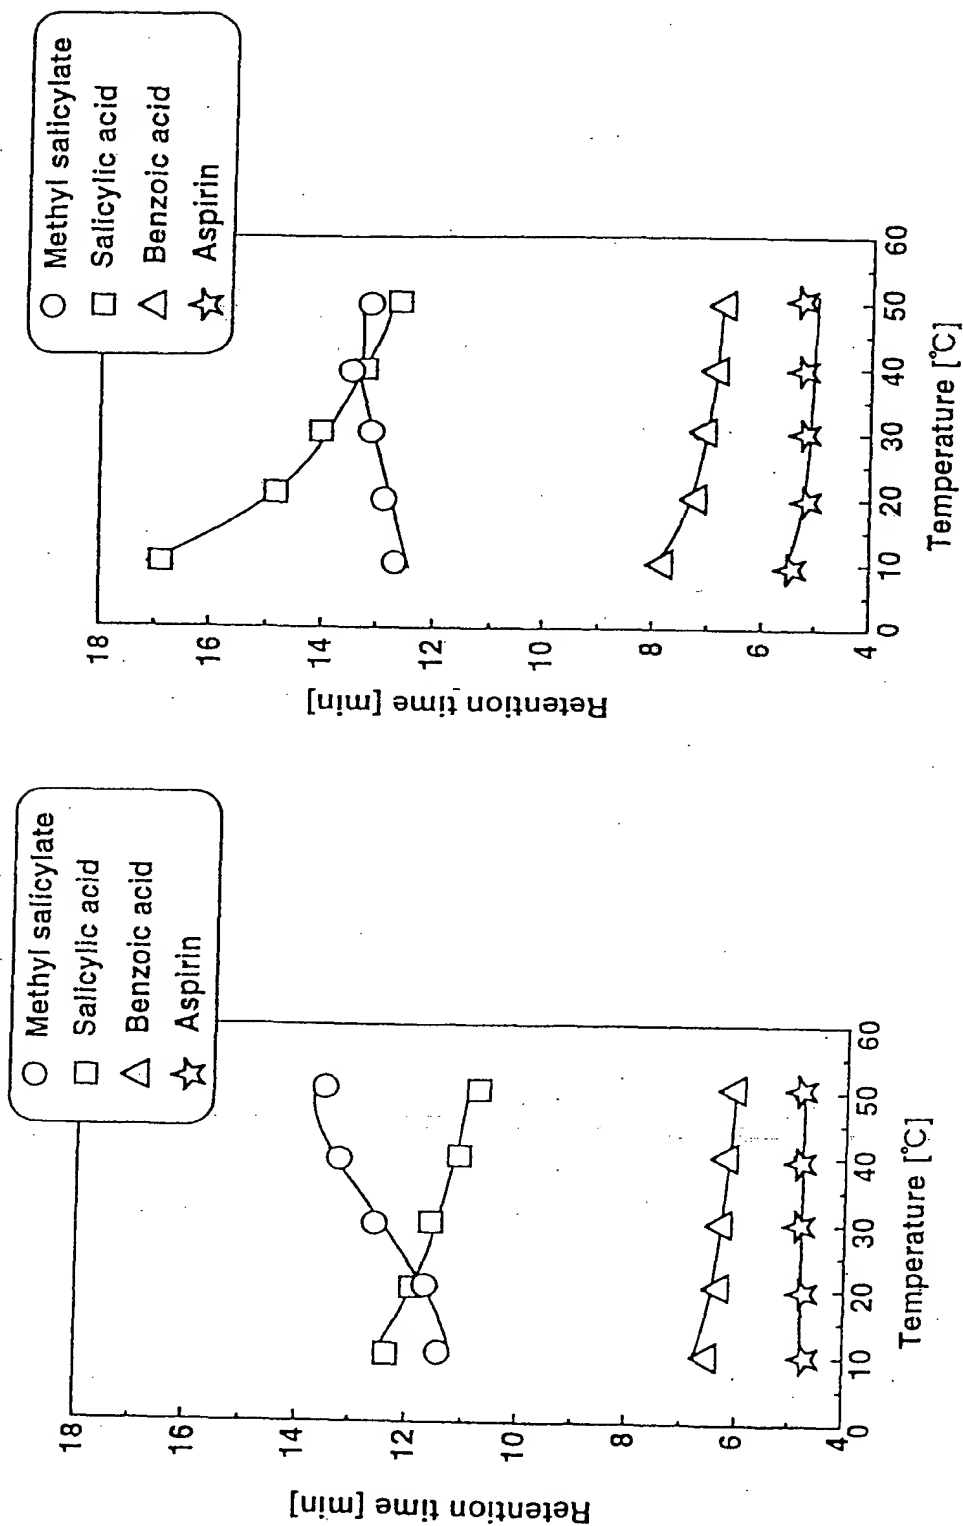 Methyl salicylate
Salicylic acid
Benzoic acid
Aspirin
Retention time [min]
18
16
14
12
10
8
6
4
0
10
20
30
40
50
60
Temperature [℃]
Methyl salicylate
Salicylic acid
Benzoic acid
Aspirin
Retention time [min]
18
16
14
12
10
8
6
4
0
10
20
30
40
50
60
Temperature [℃]